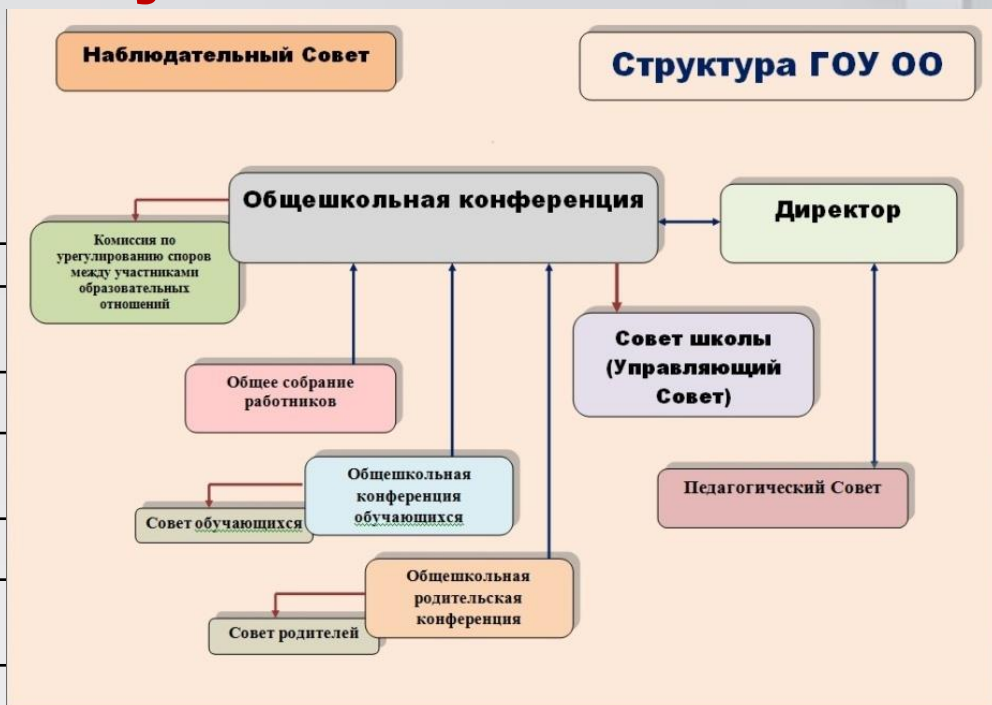 Наблюдательный Совет
Структура ГОУ ОО
Общешкольная конференция
Директор
Комиссия по
урегулированию споров
между участниками
образовательных
отношений
Совет школы
(Управляющий
Совет)
Общее собрание
работников
Общешкольная
конференция
обучающихся
Педагогический Совет
Совет обучающихся
Общешкольная
родительская
конференция
Совет родителей